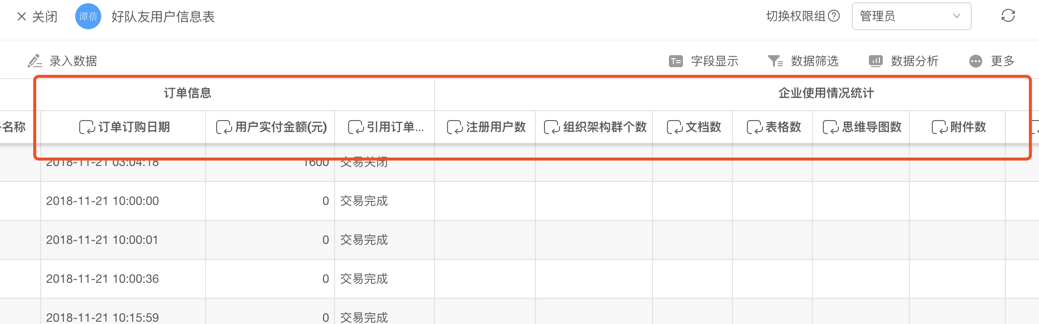 关闭 谭蓓 好队友用户信息表 切换权限组 管理员
录入数据 字段显示 数据筛选 数据分析 更多
订单信息 企业使用情况统计
名称 订单订购日期 用户实付金额(元) 引用订单... 注册用户数 组织架构群个数 文档数 表格数 思维导图数 附件数
2018-11-21 03:04:18 1600 交易关闭
2018-11-21 10:00:00 0 交易完成
2018-11-21 10:00:01 0 交易完成
2018-11-21 10:00:36 0 交易完成
2018-11-21 10:15:59 0 交易完成